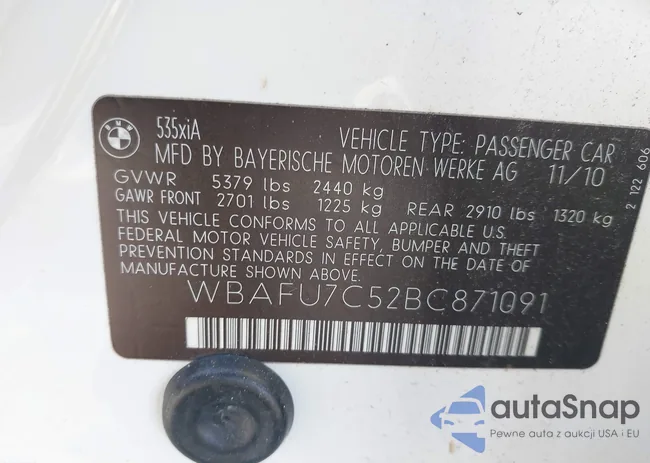 BMW
535xiA
VEHICLE TYPE: PASSENGER CAR
MFD BY BAYERISCHE MOTOREN WERKE AG 11/10
GVWR 5379 lbs 2440 kg
GAWR FRONT 2701 lbs 1225 kg REAR 2910 lbs 1320 kg
THIS VEHICLE CONFORMS TO ALL APPLICABLE U.S.
FEDERAL MOTOR VEHICLE SAFETY, BUMPER AND THEFT
PREVENTION STANDARDS IN EFFECT ON THE DATE OF
MANUFACTURE SHOWN ABOVE.
WBAFU7C52BC871091
2 122 606
autaSnap
Pewne auta z aukcji USA i EU